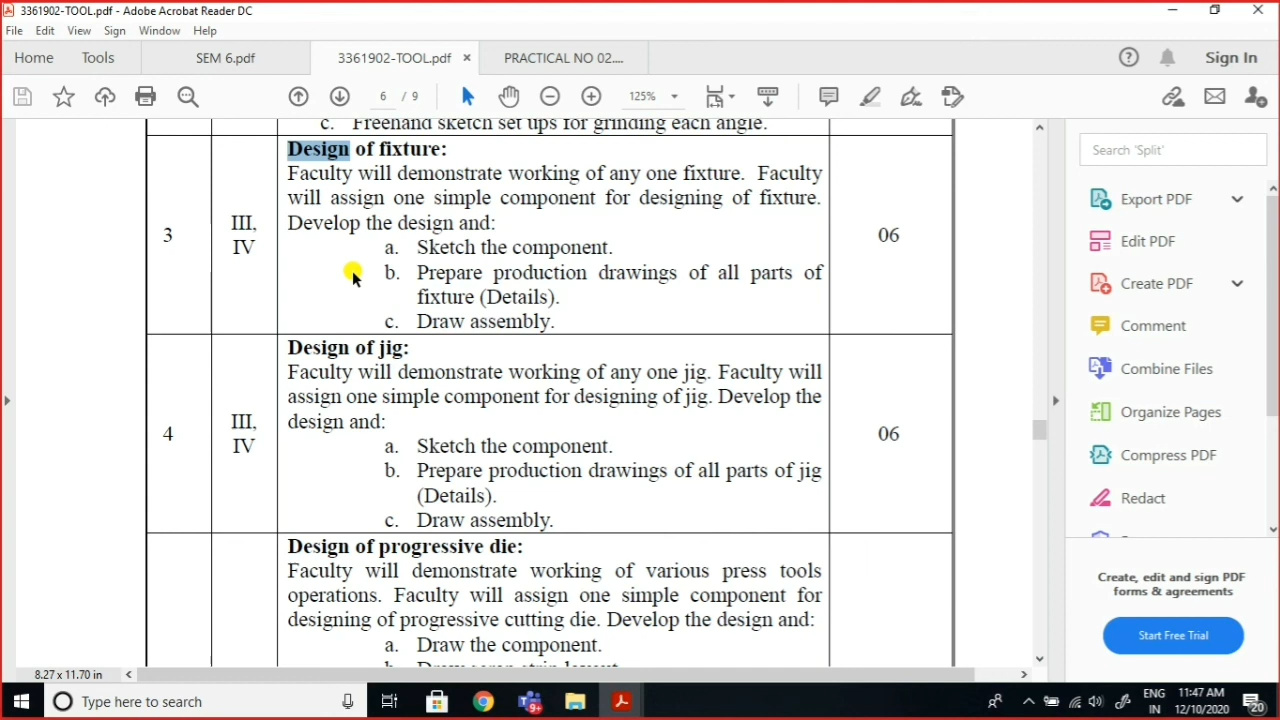 3361902-TOOL.pdf - Adobe Acrobat Reader DC
File Edit View Sign Window Help
Home Tools SEM 6.pdf 3361902-TOOL.pdf × PRACTICAL NO 02.... Sign In
6 / 9 125%
c. Freehand sketch set ups for grinding each angle.
Design of fixture:
Faculty will demonstrate working of any one fixture. Faculty
will assign one simple component for designing of fixture.
Develop the design and:
3 III, IV 06
a. Sketch the component.
b. Prepare production drawings of all parts of
fixture (Details).
c. Draw assembly.
Design of jig:
Faculty will demonstrate working of any one jig. Faculty will
assign one simple component for designing of jig. Develop the
design and:
4 III, IV 06
a. Sketch the component.
b. Prepare production drawings of all parts of jig
(Details).
c. Draw assembly.
Design of progressive die:
Faculty will demonstrate working of various press tools
operations. Faculty will assign one simple component for
designing of progressive cutting die. Develop the design and:
a. Draw the component.
b. Draw scrap strip layout
8.27 x 11.70 in
Search 'Split'
Export PDF
Edit PDF
Create PDF
Comment
Combine Files
Organize Pages
Compress PDF
Redact
Create, edit and sign PDF
forms & agreements
Start Free Trial
Type here to search
9+
ENG
IN
11:47 AM
12/10/2020
20